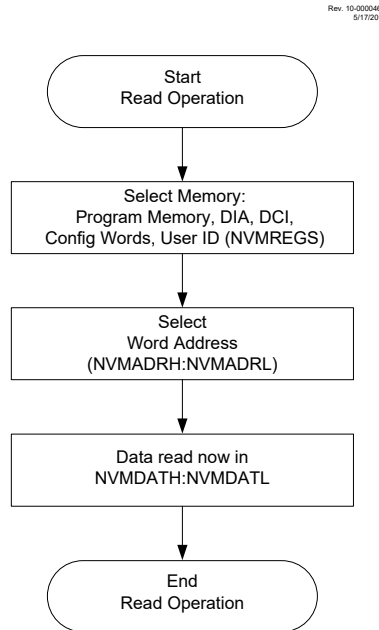 Rev. 10-000046
5/17/20
Start
Read Operation
Select Memory:
Program Memory, DIA, DCI,
Config Words, User ID (NVMREGS)
Select
Word Address
(NVMADRH:NVMADRL)
Data read now in
NVMDATH:NVMDATL
End
Read Operation